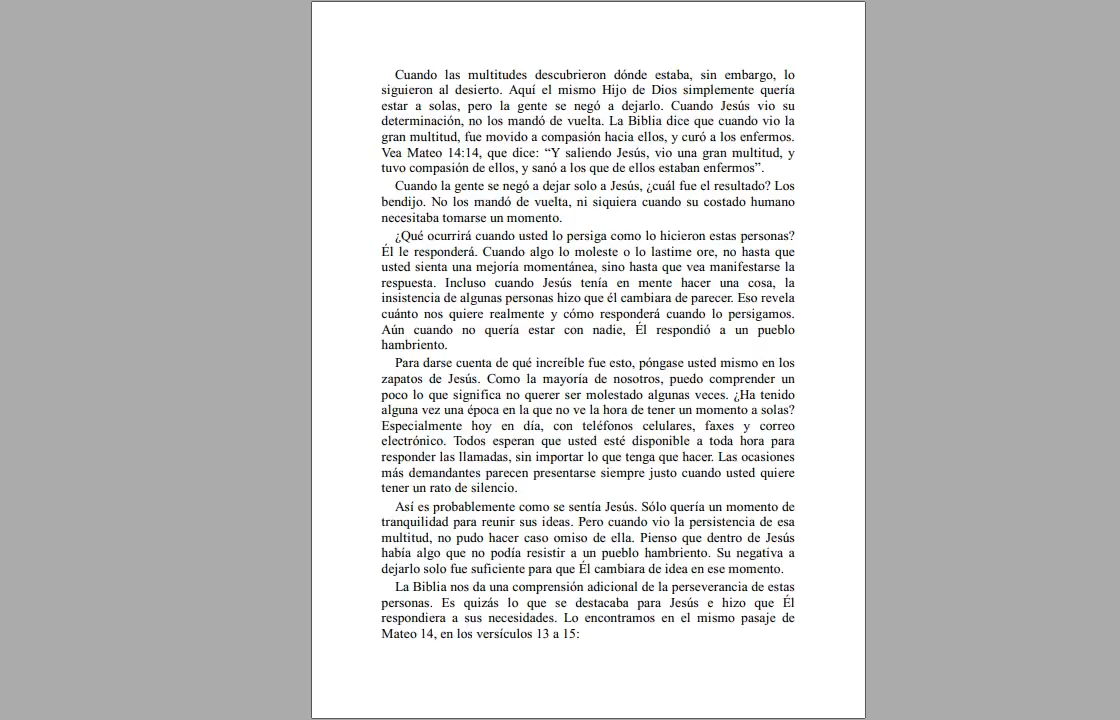 Cuando las multitudes descubrieron dónde estaba, sin embargo, lo
siguieron al desierto. Aquí el mismo Hijo de Dios simplemente quería
estar a solas, pero la gente se negó a dejarlo. Cuando Jesús vio su
determinación, no los mandó de vuelta. La Biblia dice que cuando vio la
gran multitud, fue movido a compasión hacia ellos, y curó a los enfermos.
Vea Mateo 14:14, que dice: “Y saliendo Jesús, vio una gran multitud, y
tuvo compasión de ellos, y sanó a los que de ellos estaban enfermos”.
Cuando la gente se negó a dejar solo a Jesús, ¿cuál fue el resultado? Los
bendijo. No los mandó de vuelta, ni siquiera cuando su costado humano
necesitaba tomarse un momento.
¿Qué ocurrirá cuando usted lo persiga como lo hicieron estas personas?
Él le responderá. Cuando algo lo moleste o lo lastime ore, no hasta que
usted sienta una mejoría momentánea, sino hasta que vea manifestarse la
respuesta. Incluso cuando Jesús tenía en mente hacer una cosa, la
insistencia de algunas personas hizo que él cambiara de parecer. Eso revela
cuánto nos quiere realmente y cómo responderá cuando lo persigamos.
Aún cuando no quería estar con nadie, Él respondió a un pueblo
hambriento.
Para darse cuenta de qué increíble fue esto, póngase usted mismo en los
zapatos de Jesús. Como la mayoría de nosotros, puedo comprender un
poco lo que significa no querer ser molestado algunas veces. ¿Ha tenido
alguna vez una época en la que no ve la hora de tener un momento a solas?
Especialmente hoy en día, con teléfonos celulares, faxes y correo
electrónico. Todos esperan que usted esté disponible a toda hora para
responder las llamadas, sin importar lo que tenga que hacer. Las ocasiones
más demandantes parecen presentarse siempre justo cuando usted quiere
tener un rato de silencio.
Así es probablemente como se sentía Jesús. Sólo quería un momento de
tranquilidad para reunir sus ideas. Pero cuando vio la persistencia de esa
multitud, no pudo hacer caso omiso de ella. Pienso que dentro de Jesús
había algo que no podía resistir a un pueblo hambriento. Su negativa a
dejarlo solo fue suficiente para que Él cambiara de idea en ese momento.
La Biblia nos da una comprensión adicional de la perseverancia de estas
personas. Es quizás lo que se destacaba para Jesús e hizo que Él
respondiera a sus necesidades. Lo encontramos en el mismo pasaje de
Mateo 14, en los versículos 13 a 15: